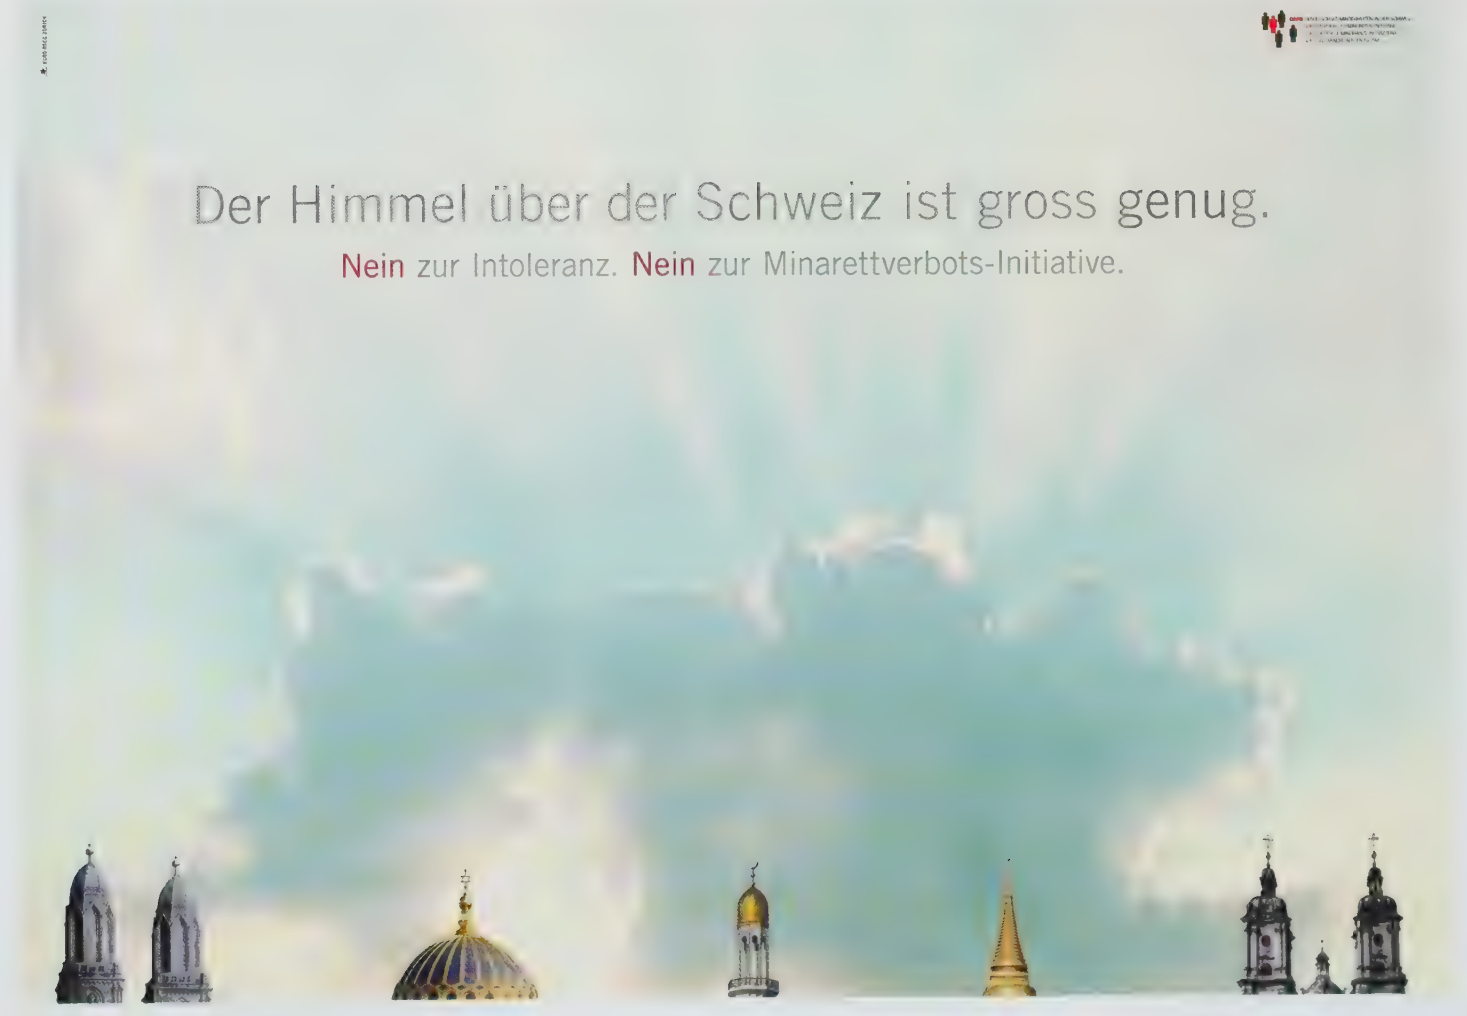 Der Himmel über der Schweiz ist gross genug.
Nein zur Intoleranz. Nein zur Minarettverbots-Initiative.